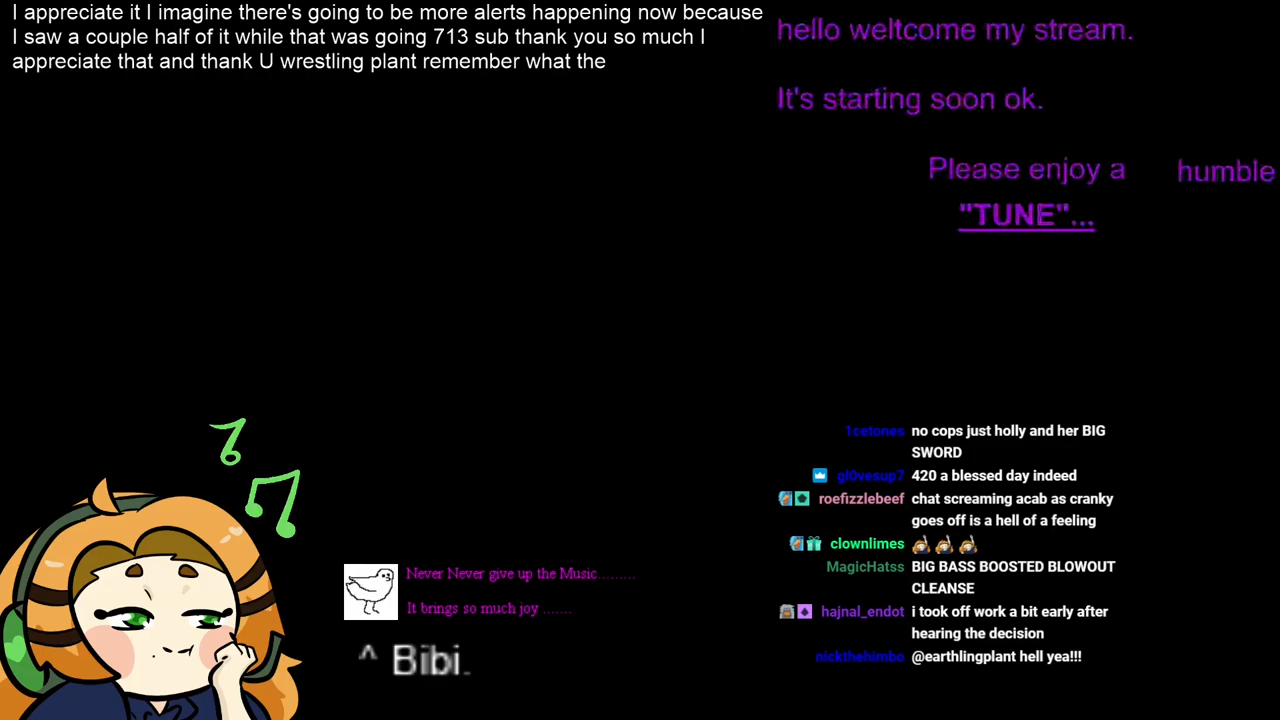 I appreciate it I imagine there's going to be more alerts happening now because
I saw a couple half of it while that was going 713 sub thank you so much I
appreciate that and thank U wrestling plant remember what the
hello weltcome my stream.
It's starting soon ok.
Please enjoy a humble
"TUNE"...
1cetones no cops just holly and her BIG
SWORD
gl0vesup7 420 a blessed day indeed
roefizzlebeef chat screaming acab as cranky
goes off is a hell of a feeling
clownlimes
MagicHatss BIG BASS BOOSTED BLOWOUT
CLEANSE
hajnal_endot i took off work a bit early after
hearing the decision
nickthehimbo @earthlingplant hell yea!!!
Never Never give up the Music.........
It brings so much joy .......
^ Bibi.